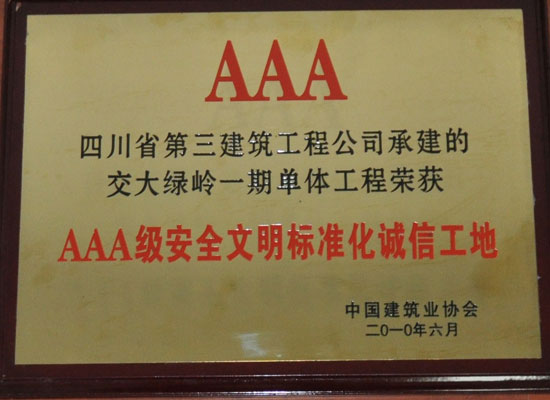 AAA
四川省第三建筑工程公司承建的
交大绿岭一期单体工程荣获
AAA级安全文明标准化诚信工地
中国建筑业协会
二0一0年六月